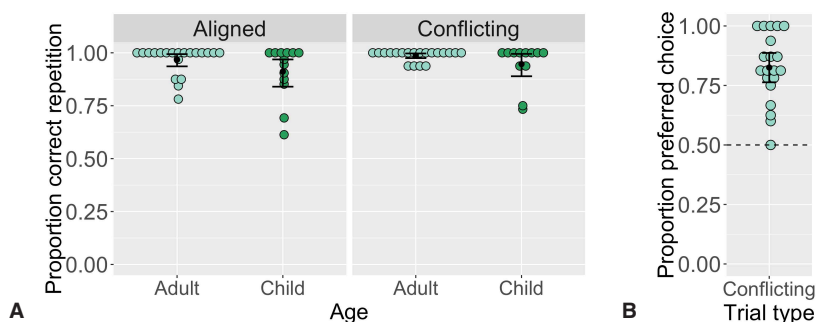 Aligned
Conflicting
Proportion correct repetition
1.00
0.75
0.50
0.25
0.00
Adult
Child
Adult
Child
Age
A
Proportion preferred choice
1.00
0.75
0.50
0.25
0.00
Conflicting
Trial type
B